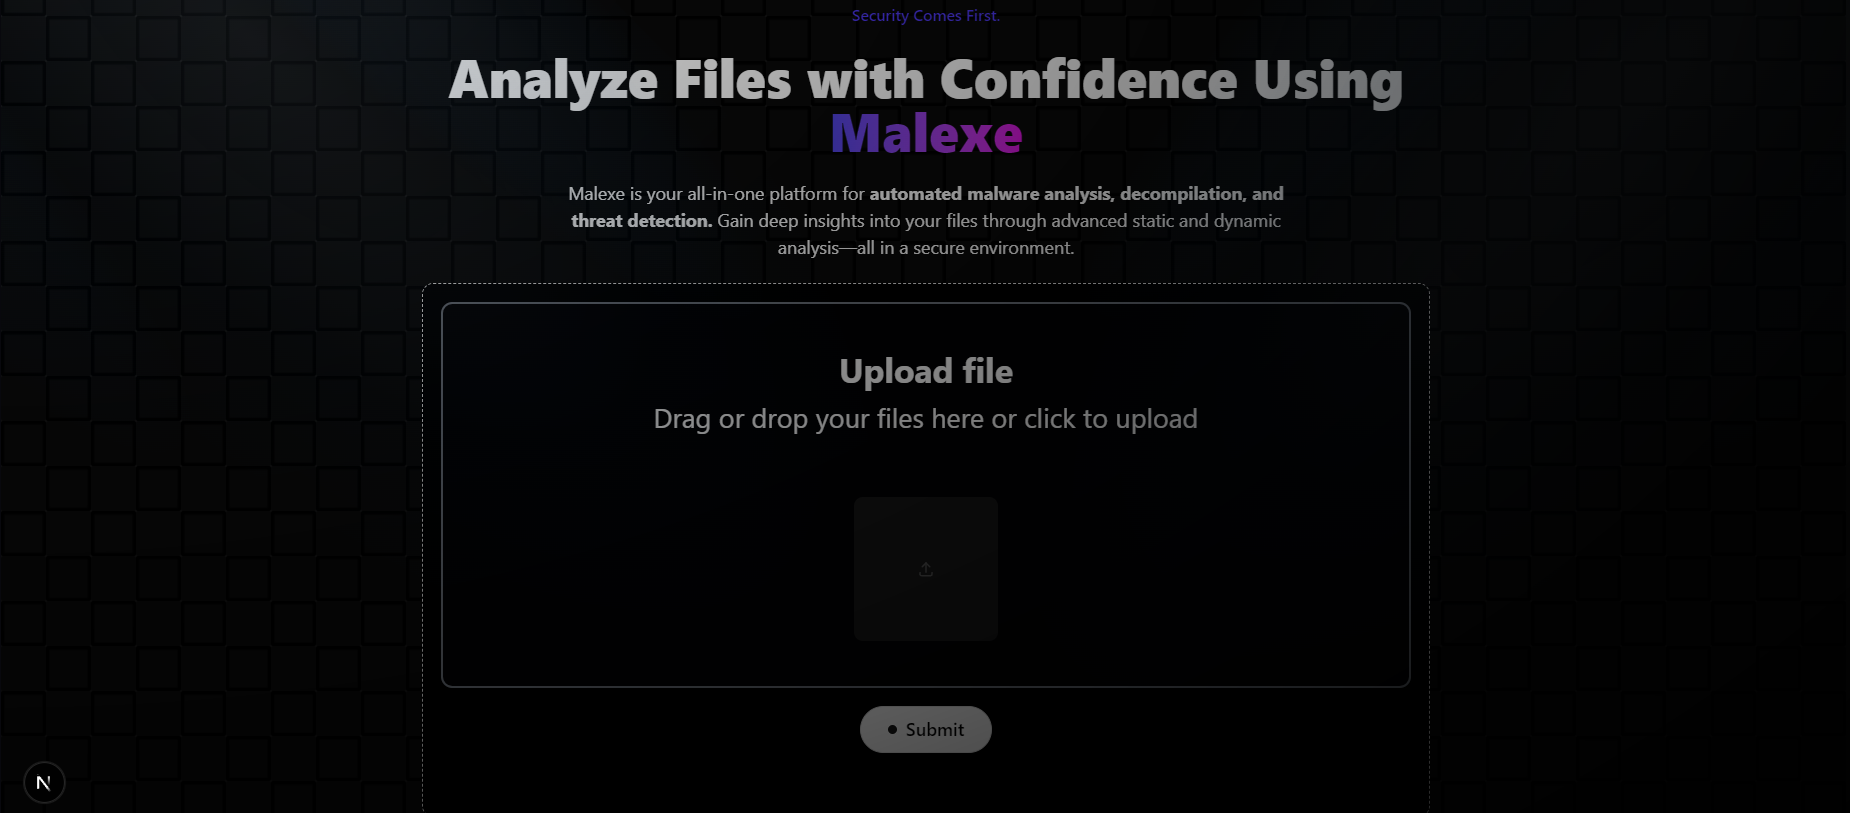 Security Comes First.
Analyze Files with Confidence Using
Malexe
Malexe is your all-in-one platform for automated malware analysis, decompilation, and
threat detection. Gain deep insights into your files through advanced static and dynamic
analysis—all in a secure environment.
Upload file
Drag or drop your files here or click to upload
Submit
N